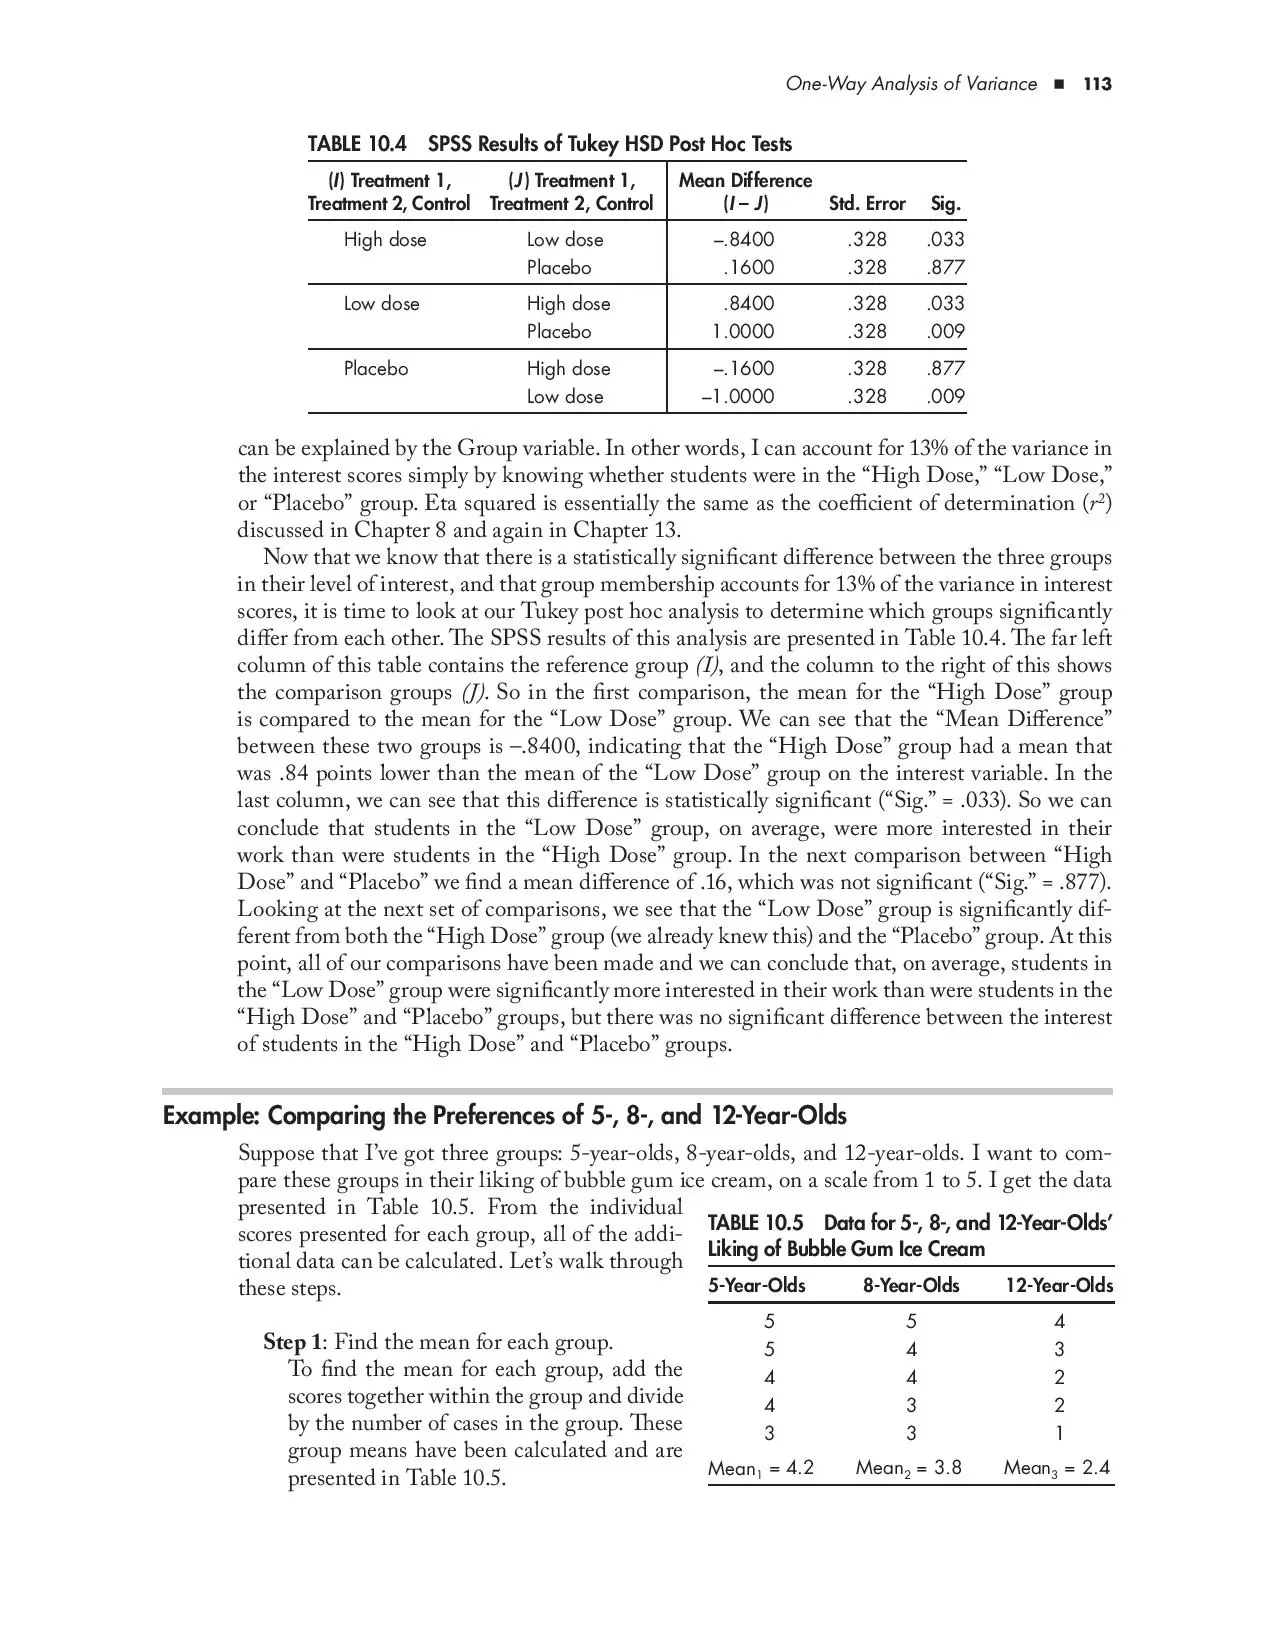 One-Way Analysis of Variance ■ 113
TABLE 10.4 SPSS Results of Tukey HSD Post Hoc Tests
(I) Treatment 1, (J) Treatment 1, Mean Difference
Treatment 2, Control Treatment 2, Control (I – J) Std. Error Sig.
High dose Low dose –.8400 .328 .033
Placebo .1600 .328 .877
Low dose High dose .8400 .328 .033
Placebo 1.0000 .328 .009
Placebo High dose –.1600 .328 .877
Low dose –1.0000 .328 .009
can be explained by the Group variable. In other words, I can account for 13% of the variance in
the interest scores simply by knowing whether students were in the “High Dose,” “Low Dose,”
or “Placebo” group. Eta squared is essentially the same as the coefficient of determination (r²)
discussed in Chapter 8 and again in Chapter 13.
Now that we know that there is a statistically significant difference between the three groups
in their level of interest, and that group membership accounts for 13% of the variance in interest
scores, it is time to look at our Tukey post hoc analysis to determine which groups significantly
differ from each other. The SPSS results of this analysis are presented in Table 10.4. The far left
column of this table contains the reference group (I), and the column to the right of this shows
the comparison groups (J). So in the first comparison, the mean for the “High Dose” group
is compared to the mean for the “Low Dose” group. We can see that the “Mean Difference”
between these two groups is –.8400, indicating that the “High Dose” group had a mean that
was .84 points lower than the mean of the “Low Dose” group on the interest variable. In the
last column, we can see that this difference is statistically significant (“Sig.” = .033). So we can
conclude that students in the “Low Dose” group, on average, were more interested in their
work than were students in the “High Dose” group. In the next comparison between “High
Dose” and “Placebo” we find a mean difference of .16, which was not significant (“Sig.” = .877).
Looking at the next set of comparisons, we see that the “Low Dose” group is significantly dif-
ferent from both the “High Dose” group (we already knew this) and the “Placebo” group. At this
point, all of our comparisons have been made and we can conclude that, on average, students in
the “Low Dose” group were significantly more interested in their work than were students in the
“High Dose” and “Placebo” groups, but there was no significant difference between the interest
of students in the “High Dose” and “Placebo” groups.
Example: Comparing the Preferences of 5-, 8-, and 12-Year-Olds
Suppose that I’ve got three groups: 5-year-olds, 8-year-olds, and 12-year-olds. I want to com-
pare these groups in their liking of bubble gum ice cream, on a scale from 1 to 5. I get the data
presented in Table 10.5. From the individual
scores presented for each group, all of the addi-
tional data can be calculated. Let’s walk through
these steps.
Step 1: Find the mean for each group.
To find the mean for each group, add the
scores together within the group and divide
by the number of cases in the group. These
group means have been calculated and are
presented in Table 10.5.
TABLE 10.5 Data for 5-, 8-, and 12-Year-Olds’
Liking of Bubble Gum Ice Cream
5-Year-Olds 8-Year-Olds 12-Year-Olds
5 5 4
5 4 3
4 4 2
4 3 2
3 3 1
Mean₁ = 4.2 Mean₂ = 3.8 Mean₃ = 2.4